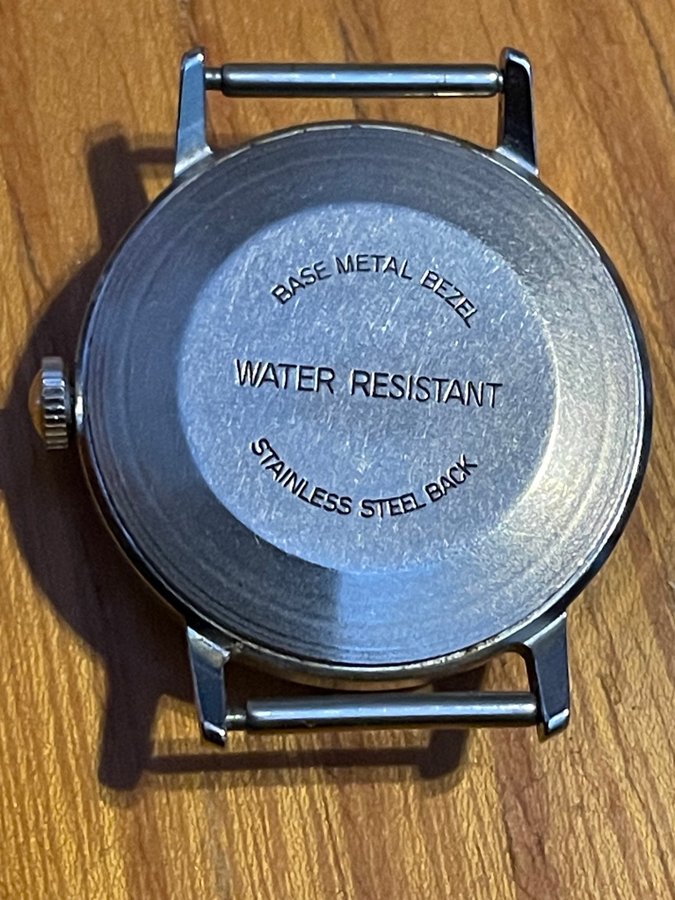 BASE METAL BEZEL
WATER RESISTANT
STAINLESS STEEL BACK